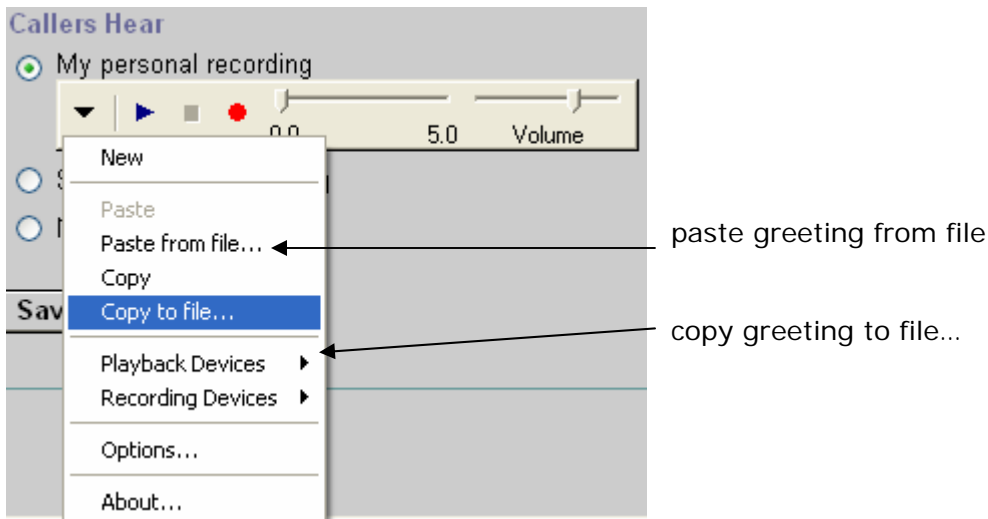 Callers Hear
My personal recording
0.0 5.0 Volume
New
Paste
Paste from file...
Copy
Copy to file...
Sav
Playback Devices
Recording Devices
Options...
About...
paste greeting from file
copy greeting to file...